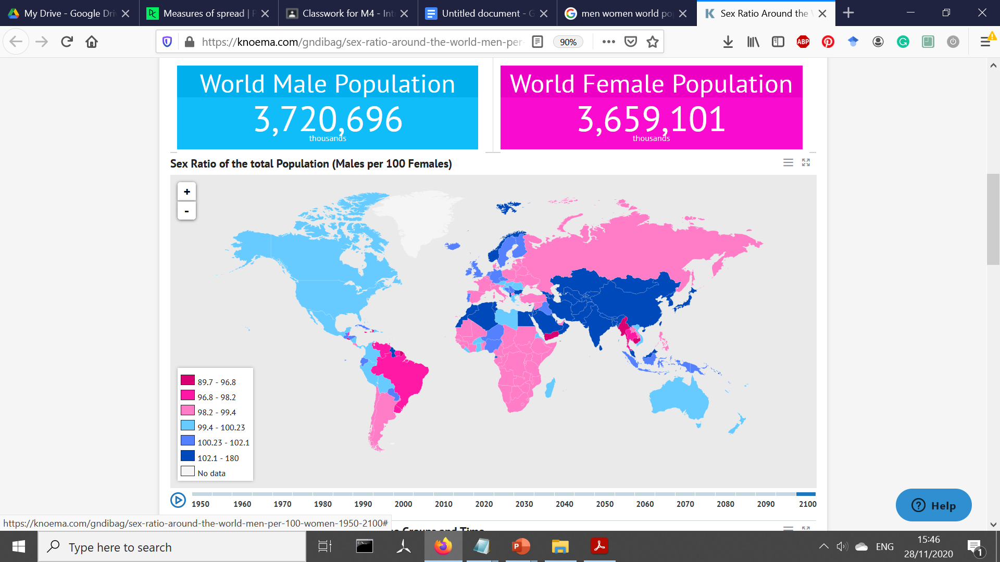 My Drive - Google Dri
Measures of spread | P
Classwork for M4 - Int
Untitled document - G
men women world po
Sex Ratio Around the W
https://knoema.com/gndibag/sex-ratio-around-the-world-men-per-
90%
ABP
World Male Population
3,720,696
thousands
World Female Population
3,659,101
thousands
Sex Ratio of the total Population (Males per 100 Females)
+
-
89.7 - 96.8
96.8 - 98.2
98.2 - 99.4
99.4 - 100.23
100.23 - 102.1
102.1 - 180
No data
1950 1960 1970 1980 1990 2000 2010 2020 2030 2040 2050 2060 2070 2080 2090 2100
? Help
https://knoema.com/gndibag/sex-ratio-around-the-world-men-per-100-women-1950-2100#
Groups and Time
Type here to search
ENG
15:46
28/11/2020
1